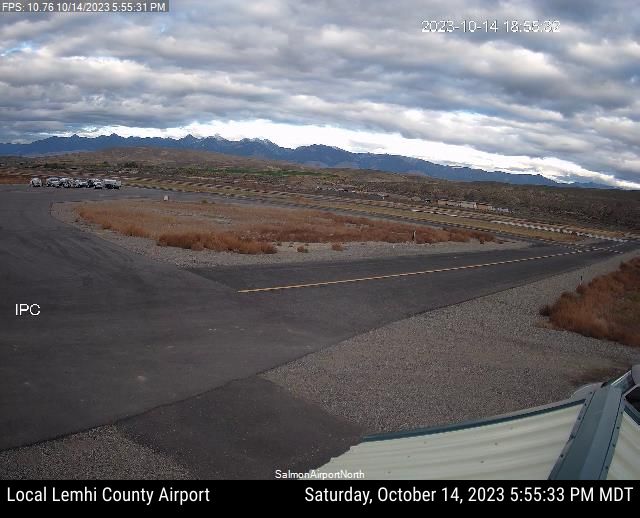 FPS: 10.76 10/14/2023 5:55:31 PM
2023-10-14 18:55:36
IPC
SalmonAirportNorth
Local Lemhi County Airport
Saturday, October 14, 2023 5:55:33 PM MDT